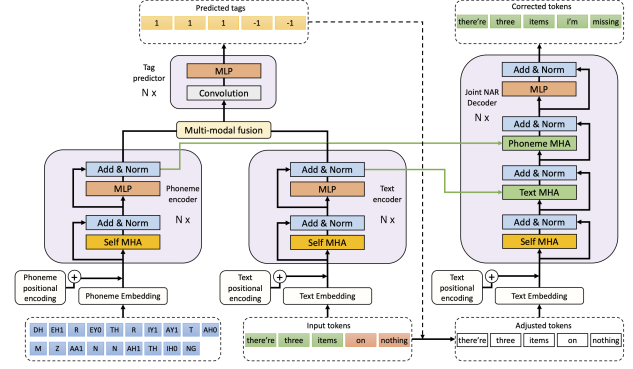 Predicted tags
1 1 1 -1 -1
Tag predictor
N x
MLP
Convolution
Multi-modal fusion
Add & Norm
MLP
Add & Norm
Self MHA
Phoneme encoder
N x
Phoneme positional encoding
+
Phoneme Embedding
DH EH1 R EY0 TH R IY1 AY1 T AH0
M Z AA1 N N AH1 TH IH0 NG
Add & Norm
MLP
Add & Norm
Self MHA
Text encoder
N x
Text positional encoding
+
Text Embedding
Input tokens
there're three items on nothing
Corrected tokens
there're three items i'm missing
Joint NAR Decoder
N x
Add & Norm
MLP
Add & Norm
Phoneme MHA
Add & Norm
Text MHA
Add & Norm
Self MHA
Text positional encoding
+
Text Embedding
Adjusted tokens
there're three items on nothing